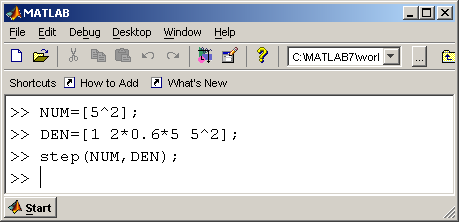 MATLAB
File Edit Debug Desktop Window Help
C:\MATLAB7\worl ...
Shortcuts How to Add What's New
>> NUM=[5^2];
>> DEN=[1 2*0.6*5 5^2];
>> step(NUM,DEN);
>>
Start